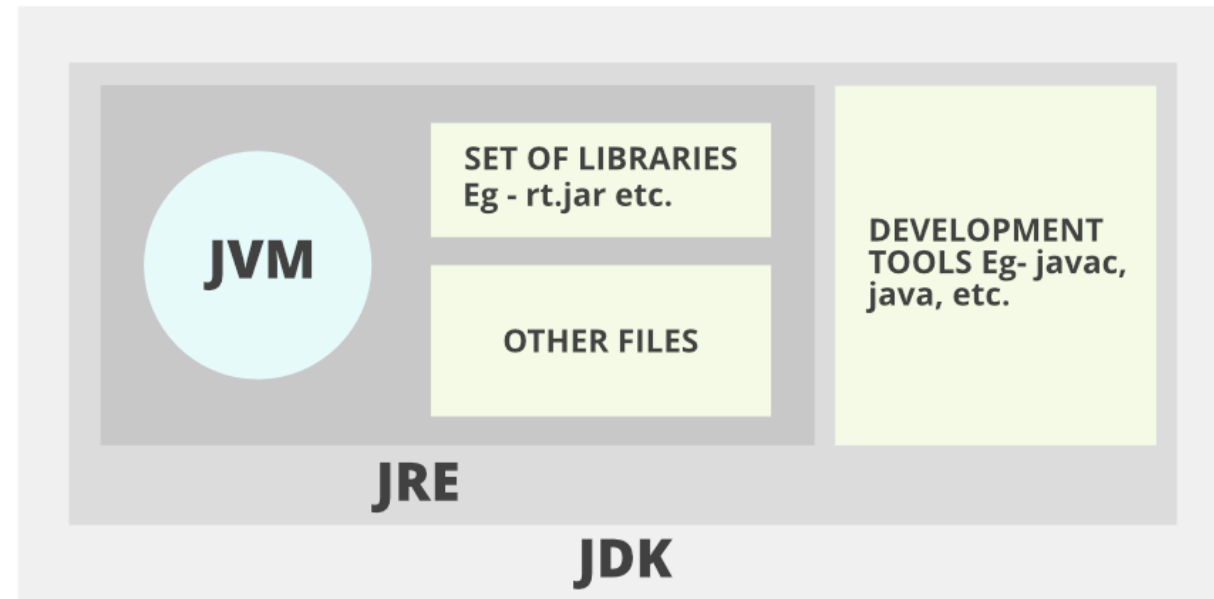 JVM
SET OF LIBRARIES
Eg - rt.jar etc.
OTHER FILES
DEVELOPMENT
TOOLS Eg- javac,
java, etc.
JRE
JDK